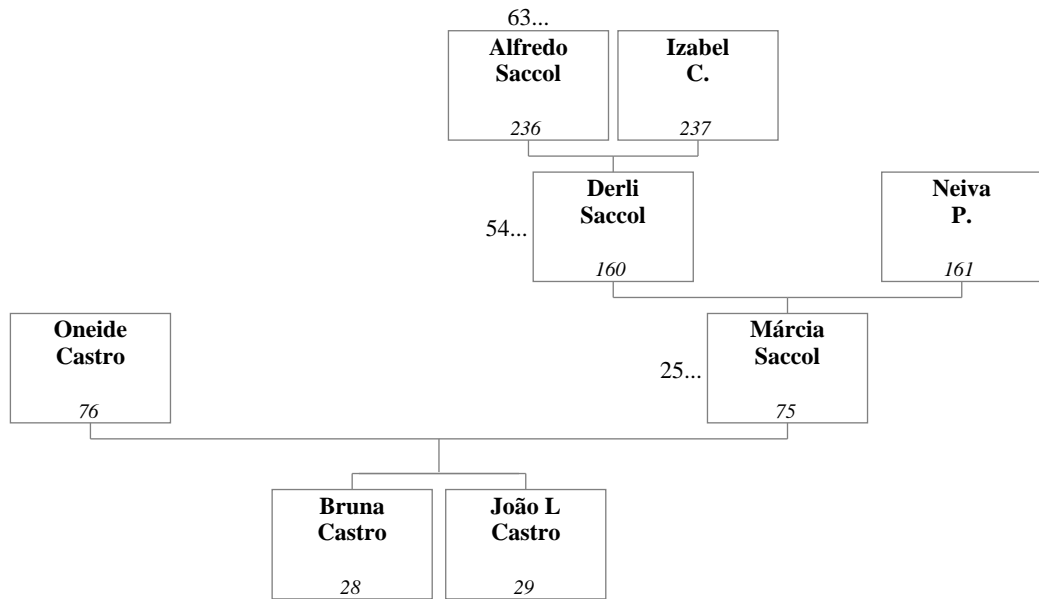 63...
Alfredo
Saccol
236
Izabel
C.
237
54...
Derli
Saccol
160
Neiva
P.
161
Oneide
Castro
76
25...
Márcia
Saccol
75
Bruna
Castro
28
João L
Castro
29